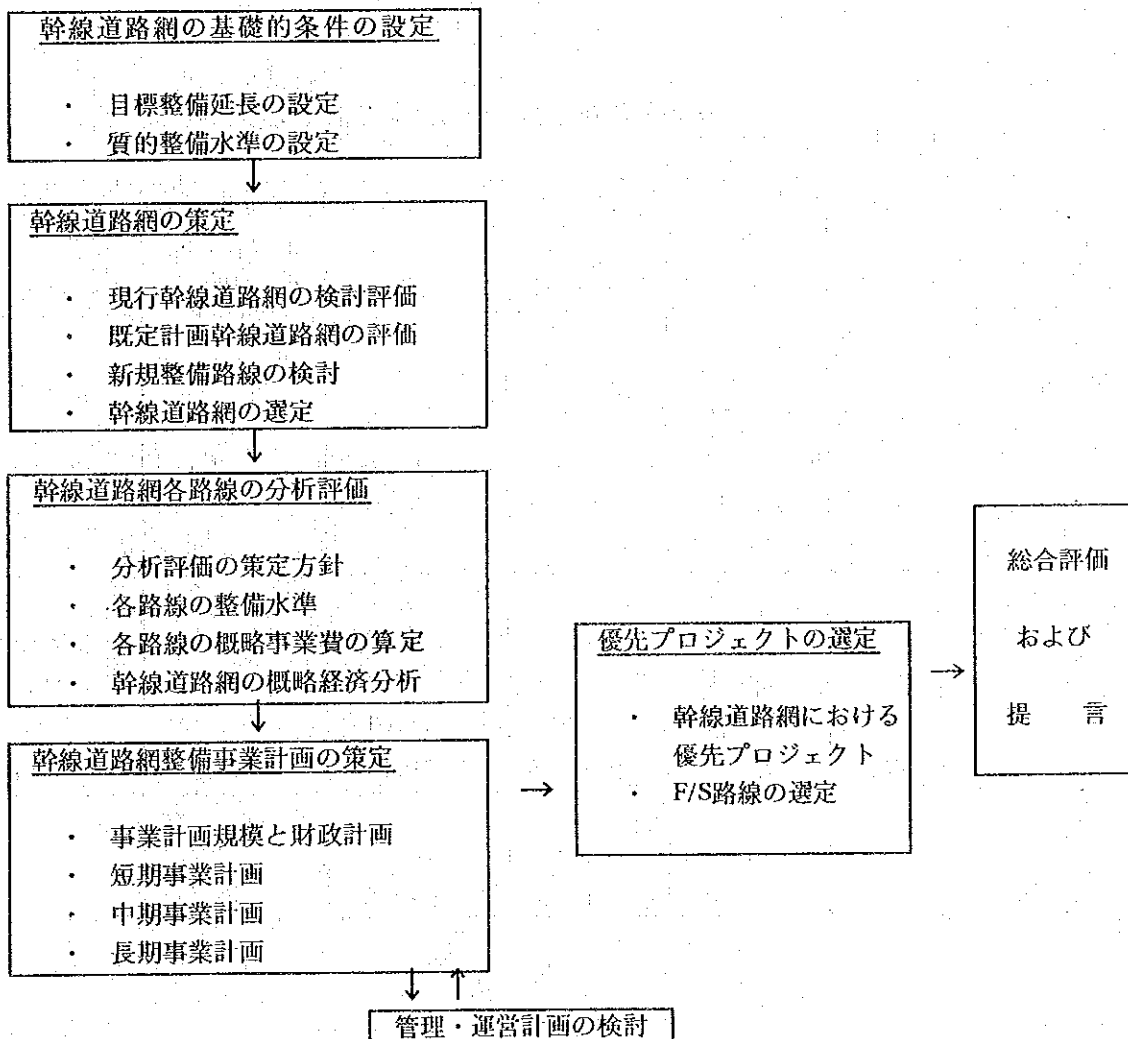 幹線道路網の基礎的条件の設定
・ 目標整備延長の設定
・ 質的整備水準の設定
↓
幹線道路網の策定
・ 現行幹線道路網の検討評価
・ 既定計画幹線道路網の評価
・ 新規整備路線の検討
・ 幹線道路網の選定
↓
幹線道路網各路線の分析評価
・ 分析評価の策定方針
・ 各路線の整備水準
・ 各路線の概略事業費の算定
・ 幹線道路網の概略経済分析
↓
幹線道路網整備事業計画の策定
・ 事業計画規模と財政計画
・ 短期事業計画
・ 中期事業計画
・ 長期事業計画
↓ ↑
管理・運営計画の検討
→
優先プロジェクトの選定
・ 幹線道路網における
優先プロジェクト
・ F/S路線の選定
→
総合評価
および
提 言